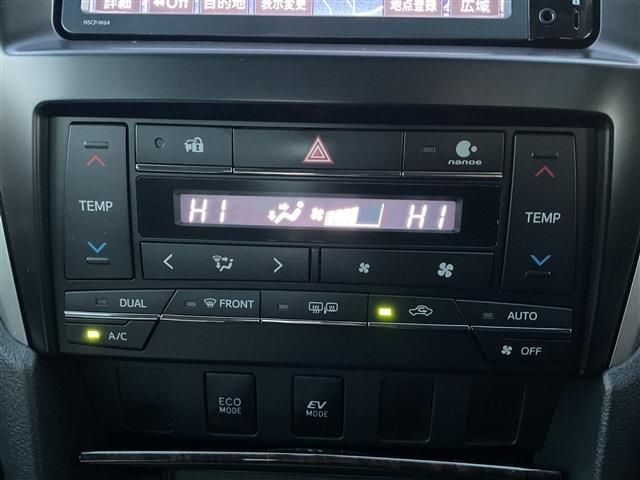 詳細 ≪Off 目的地 表示変更 地点登録 広域
NSCP-W64
nanoe
HI HI
TEMP TEMP
DUAL FRONT AUTO
A/C OFF
ECO MODE EV MODE